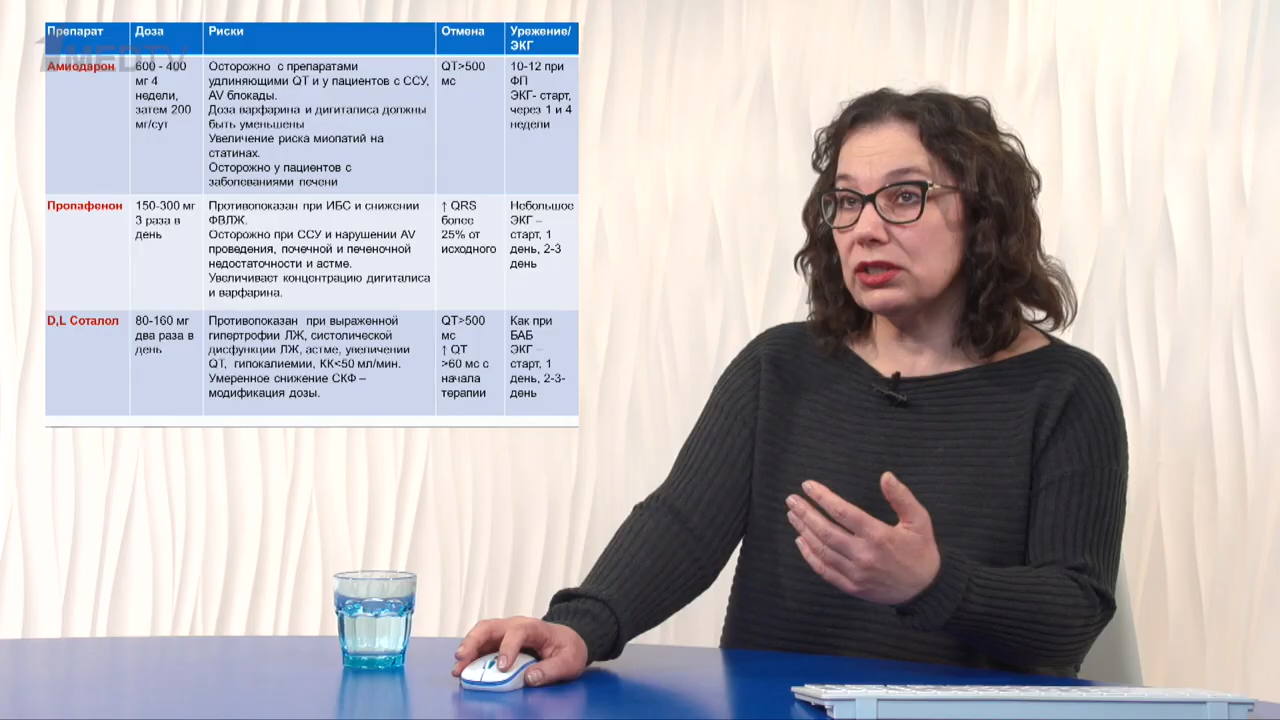 1MEDTV
Препарат
Доза
Риски
Отмена
Урежение/
ЭКГ
Амиодарон
600 - 400
мг 4
недели,
затем 200
мг/сут
Осторожно с препаратами
удлиняющими QT и у пациентов с ССУ,
AV блокады.
Доза варфарина и дигиталиса должны
быть уменьшены
Увеличение риска миопатий на
статинах.
Осторожно у пациентов с
заболеваниями печени
QT>500
мс
10-12 при
ФП
ЭКГ- старт,
через 1 и 4
недели
Пропафенон
150-300 мг
3 раза в
день
Противопоказан при ИБС и снижении
ФВЛЖ.
Осторожно при ССУ и нарушении AV
проведения, почечной и печеночной
недостаточности и астме.
Увеличивает концентрацию дигиталиса
и варфарина.
↑ QRS
более
25% от
исходного
Небольшое
ЭКГ –
старт, 1
день, 2-3
день
D,L Соталол
80-160 мг
два раза в
день
Противопоказан при выраженной
гипертрофии ЛЖ, систолической
дисфункции ЛЖ, астме, увеличении
QT, гипокалиемии, КК<50 мл/мин.
Умеренное снижение СКФ –
модификация дозы.
QT>500
мс
↑ QT
>60 мс с
начала
терапии
Как при
БАБ
ЭКГ –
старт, 1
день, 2-3-
день